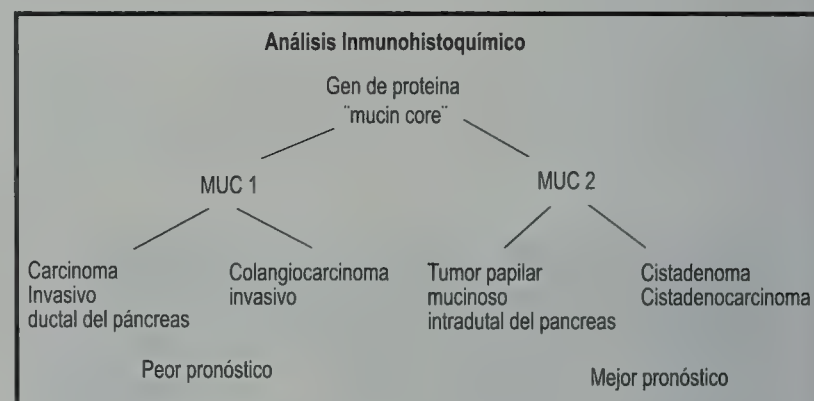 Análisis Inmunohistoquímico
Gen de proteina
¨mucin core¨
MUC 1
MUC 2
Carcinoma
Invasivo
ductal del páncreas
Colangiocarcinoma
invasivo
Tumor papilar
mucinoso
intradutal del pancreas
Cistadenoma
Cistadenocarcinoma
Peor pronóstico
Mejor pronóstico